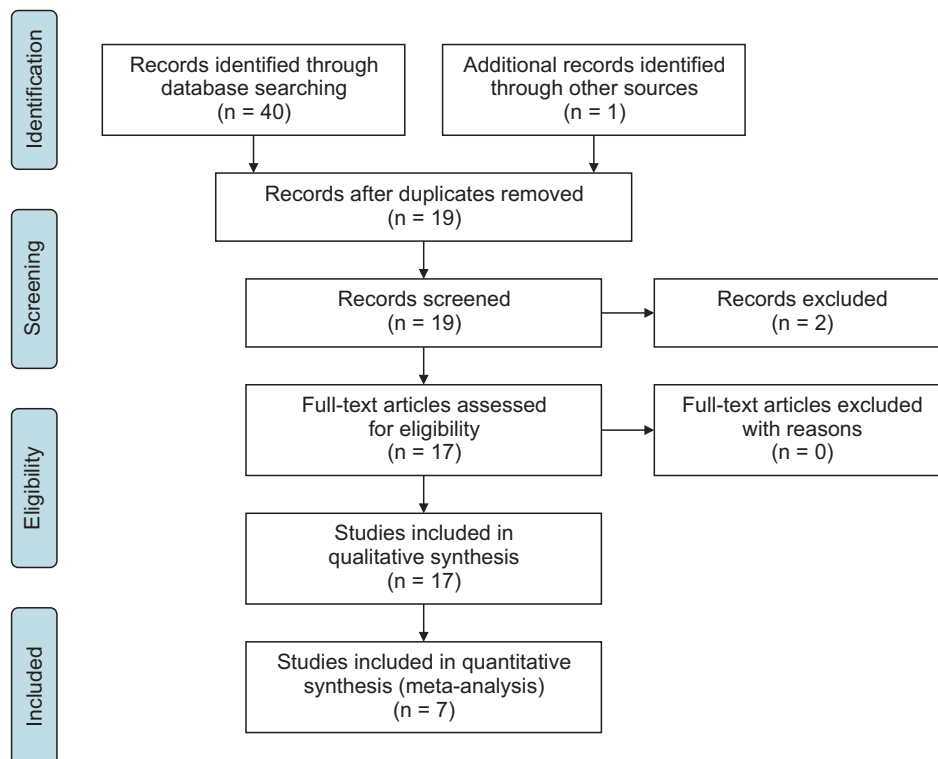 Identification
Records identified through
database searching
(n = 40)
Additional records identified
through other sources
(n = 1)
Records after duplicates removed
(n = 19)
Screening
Records screened
(n = 19)
Records excluded
(n = 2)
Eligibility
Full-text articles assessed
for eligibility
(n = 17)
Full-text articles excluded
with reasons
(n = 0)
Studies included in
qualitative synthesis
(n = 17)
Included
Studies included in quantitative
synthesis (meta-analysis)
(n = 7)